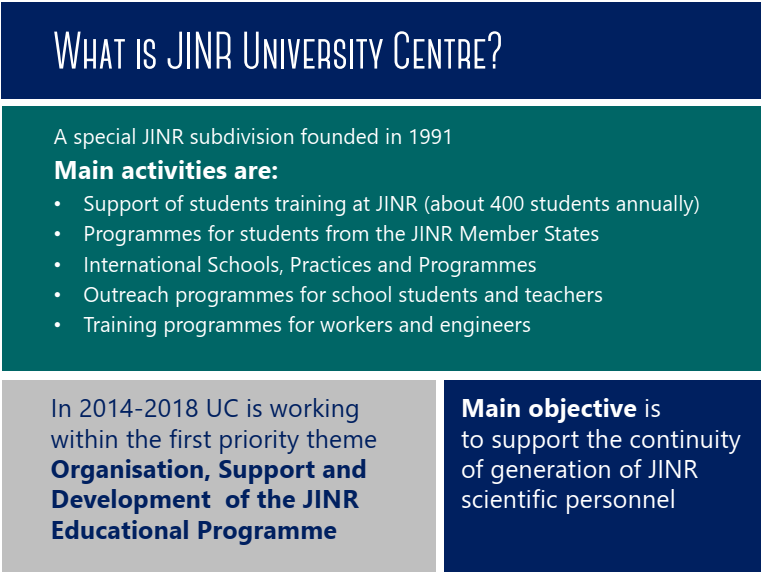 What is JINR University Centre?
A special JINR subdivision founded in 1991
Main activities are:
• Support of students training at JINR (about 400 students annually)
• Programmes for students from the JINR Member States
• International Schools, Practices and Programmes
• Outreach programmes for school students and teachers
• Training programmes for workers and engineers
In 2014-2018 UC is working
within the first priority theme
Organisation, Support and
Development of the JINR
Educational Programme
Main objective is
to support the continuity
of generation of JINR
scientific personnel